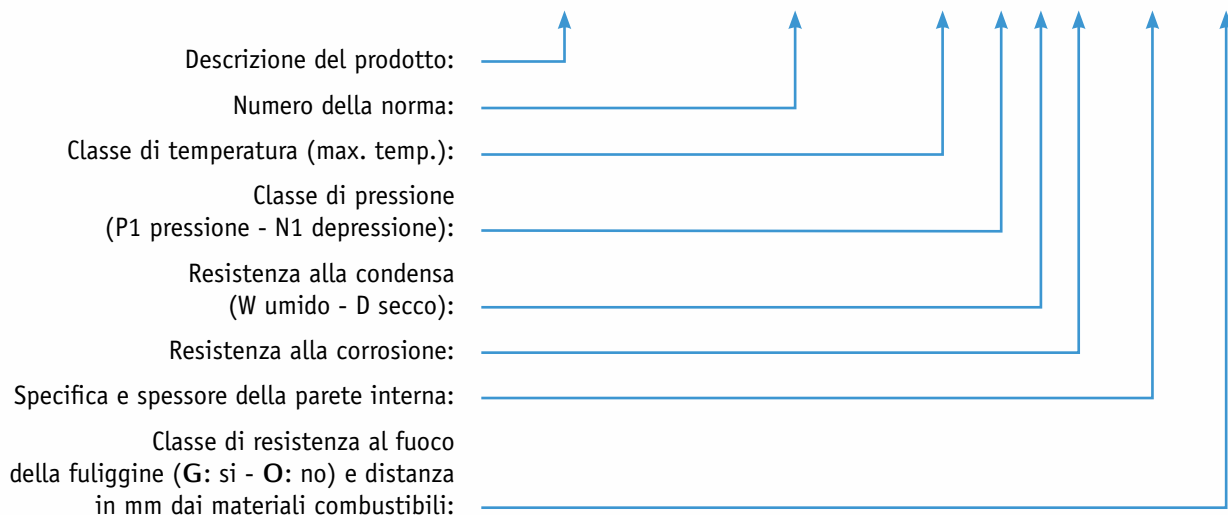 Descrizione del prodotto:
Numero della norma:
Classe di temperatura (max. temp.):
Classe di pressione
(P1 pressione - N1 depressione):
Resistenza alla condensa
(W umido - D secco):
Resistenza alla corrosione:
Specifica e spessore della parete interna:
Classe di resistenza al fuoco
della fuliggine (G: si - O: no) e distanza
in mm dai materiali combustibili: